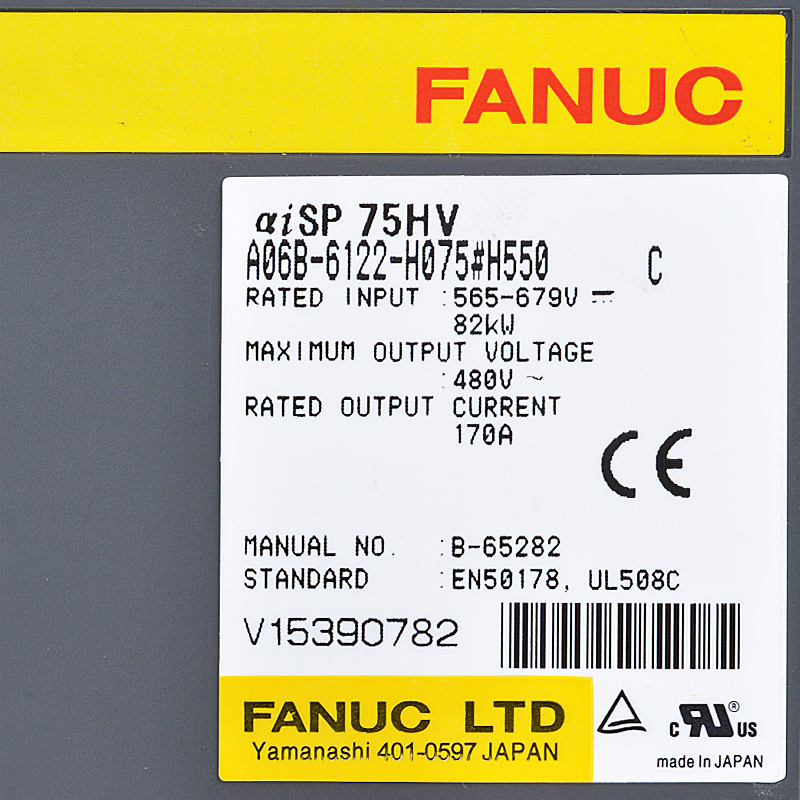 FANUC
αiSP 75HV
A06B-6122-H075#H550 C
RATED INPUT :565-679V ⎓
82kW
MAXIMUM OUTPUT VOLTAGE
:480V ~
RATED OUTPUT CURRENT
170A
CE
MANUAL NO. :B-65282
STANDARD :EN50178, UL508C
V15390782
FANUC LTD
Yamanashi 401-0597 JAPAN
c RU ® US
made In JAPAN